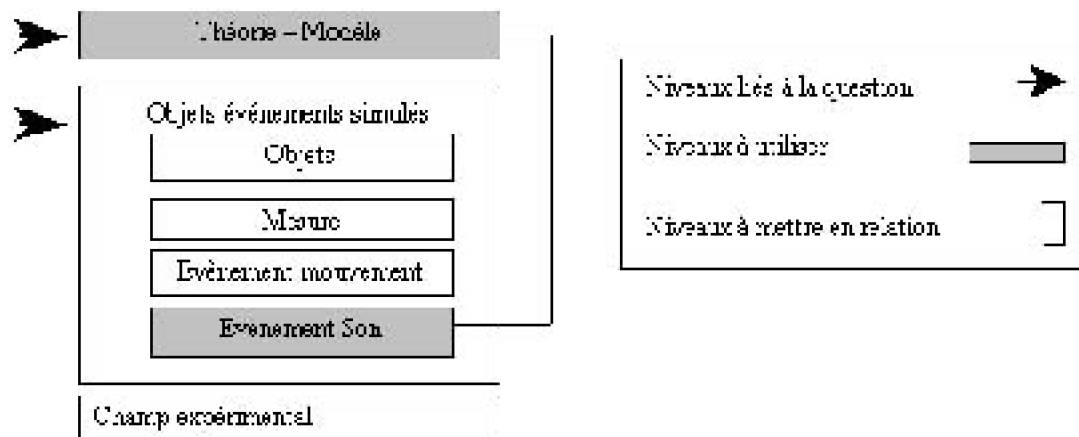 Théorie – Modèle
Objets événements simulés
Objets
Mesure
Evènement mouvement
Evenement Son
Champ expérimental
Niveaux liés à la question
Niveaux à utiliser
Niveaux à mettre en relation